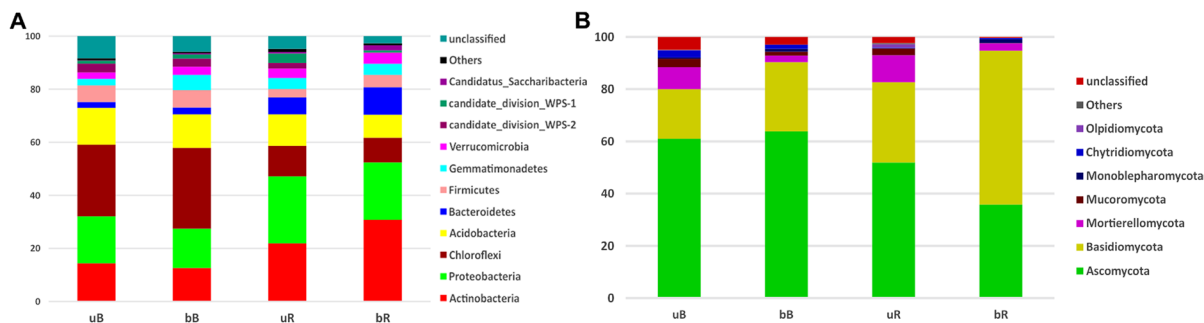 A
100
80
60
40
20
0
uB bB uR bR
unclassified
Others
Candidatus_Saccharibacteria
candidate_division_WPS-1
candidate_division_WPS-2
Verrucomicrobia
Gemmatimonadetes
Firmicutes
Bacteroidetes
Acidobacteria
Chloroflexi
Proteobacteria
Actinobacteria
B
100
80
60
40
20
0
uB bB uR bR
unclassified
Others
Olpidiomycota
Chytridiomycota
Monoblepharomycota
Mucoromycota
Mortierellomycota
Basidiomycota
Ascomycota